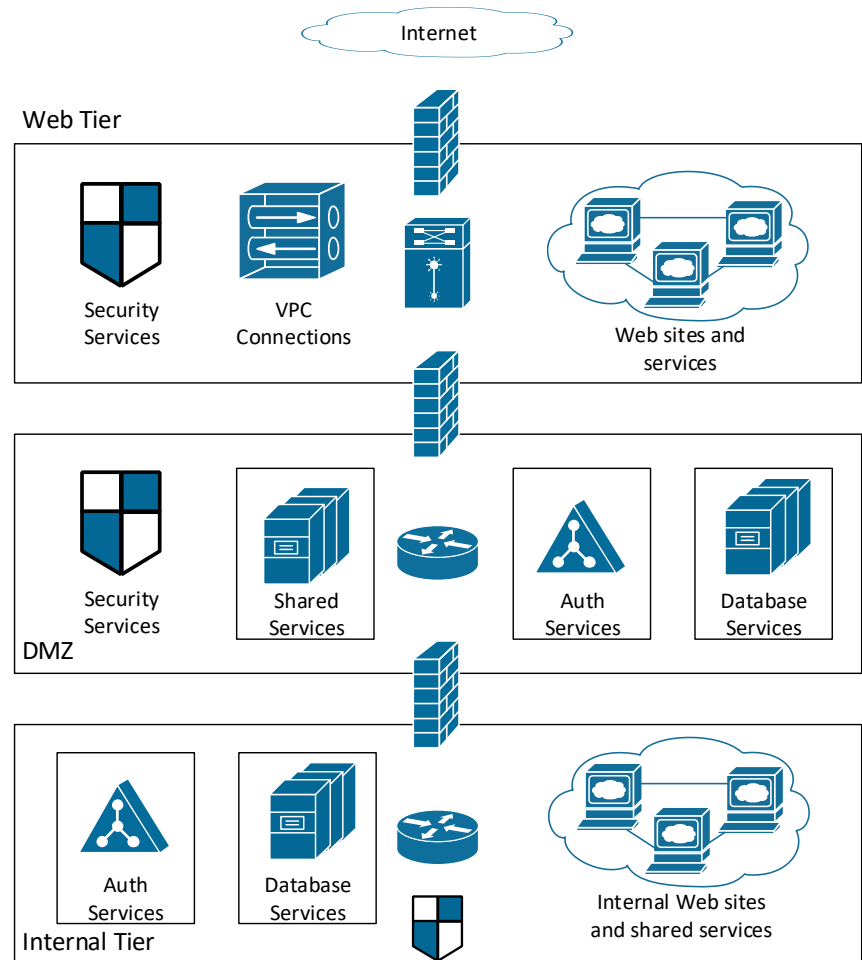 Internet
Web Tier
Security
Services
VPC
Connections
Web sites and
services
Security
Services
Shared
Services
Auth
Services
Database
Services
DMZ
Auth
Services
Database
Services
Internal Web sites
and shared services
Internal Tier